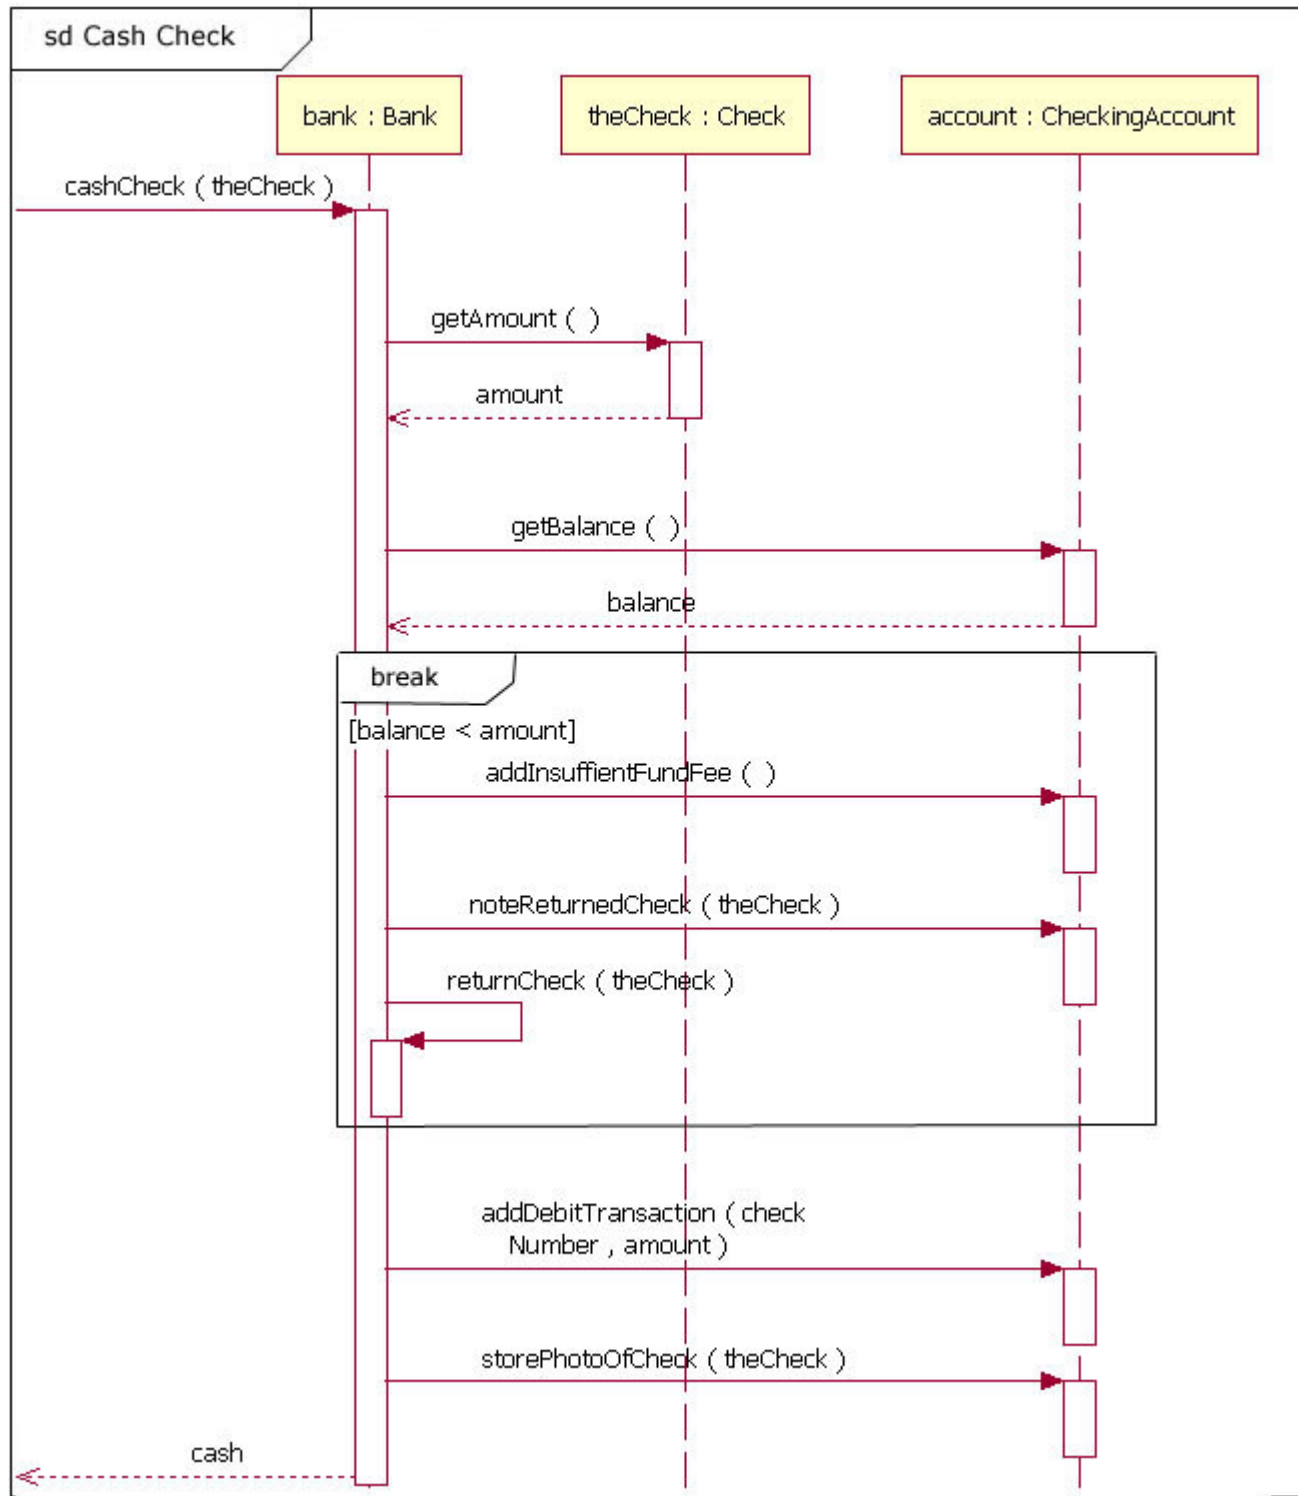 sd Cash Check
bank : Bank
theCheck : Check
account : CheckingAccount
cashCheck ( theCheck )
getAmount (  )
amount
getBalance (  )
balance
break
[balance < amount]
addInsuffientFundFee (  )
noteReturnedCheck ( theCheck )
returnCheck ( theCheck )
addDebitTransaction ( check
Number , amount )
storePhotoOfCheck ( theCheck )
cash